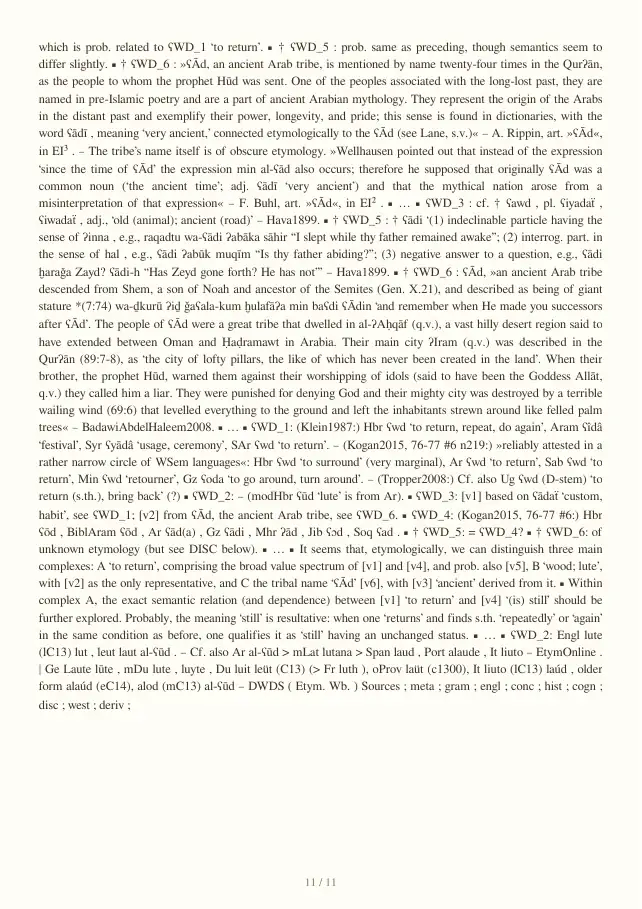 which is prob. related to ʕWD_1 ‘to return’. ▪ † ʕWD_5 : prob. same as preceding, though semantics seem to
differ slightly. ▪ † ʕWD_6 : »ʕĀd, an ancient Arab tribe, is mentioned by name twenty-four times in the Qurʔān,
as the people to whom the prophet Hūd was sent. One of the peoples associated with the long-lost past, they are
named in pre-Islamic poetry and are a part of ancient Arabian mythology. They represent the origin of the Arabs
in the distant past and exemplify their power, longevity, and pride; this sense is found in dictionaries, with the
word ʕādī , meaning ‘very ancient,’ connected etymologically to the ʕĀd (see Lane, s.v.)« – A. Rippin, art. »ʕĀd«,
in EI³ . – The tribe’s name itself is of obscure etymology. »Wellhausen pointed out that instead of the expression
‘since the time of ʕĀd’ the expression min al-ʕād also occurs; therefore he supposed that originally ʕĀd was a
common noun (‘the ancient time’; adj. ʕādī ‘very ancient’) and that the mythical nation arose from a
misinterpretation of that expression« – F. Buhl, art. »ʕĀd«, in EI² . ▪ … ▪ ʕWD_3 : cf. † ʕawd , pl. ʕiyadaẗ ,
ʕiwadaẗ , adj., ‘old (animal); ancient (road)’ – Hava1899. ▪ † ʕWD_5 : † ʕādi ‘(1) indeclinable particle having the
sense of ʔinna , e.g., raqadtu wa-ʕādi ʔabāka sāhir “I slept while thy father remained awake”; (2) interrog. part. in
the sense of hal , e.g., ʕādi ʔabūk muqīm “Is thy father abiding?”; (3) negative answer to a question, e.g., ʕādi
ḫaraǧa Zayd? ʕādi-h “Has Zeyd gone forth? He has not”’ – Hava1899. ▪ † ʕWD_6 : ʕĀd, »an ancient Arab tribe
descended from Shem, a son of Noah and ancestor of the Semites (Gen. X.21), and described as being of giant
stature *(7:74) wa-ḏkurū ʔiḏ ǧaʕala-kum ḫulafāʔa min baʕdi ʕĀdin ‘and remember when He made you successors
after ʕĀd’. The people of ʕĀd were a great tribe that dwelled in al-ʔAḥqāf (q.v.), a vast hilly desert region said to
have extended between Oman and Ḥaḍramawt in Arabia. Their main city ʔIram (q.v.) was described in the
Qurʔān (89:7-8), as ‘the city of lofty pillars, the like of which has never been created in the land’. When their
brother, the prophet Hūd, warned them against their worshipping of idols (said to have been the Goddess Allāt,
q.v.) they called him a liar. They were punished for denying God and their mighty city was destroyed by a terrible
wailing wind (69:6) that levelled everything to the ground and left the inhabitants strewn around like felled palm
trees« – BadawiAbdelHaleem2008. ▪ … ▪ ʕWD_1: (Klein1987:) Hbr ʕwd ‘to return, repeat, do again’, Aram ʕīdâ
‘festival’, Syr ʕyādâ ‘usage, ceremony’, SAr ʕwd ‘to return’. – (Kogan2015, 76-77 #6 n219:) »reliably attested in a
rather narrow circle of WSem languages«: Hbr ʕwd ‘to surround’ (very marginal), Ar ʕwd ‘to return’, Sab ʕwd ‘to
return’, Min ʕwd ‘retourner’, Gz ʕoda ‘to go around, turn around’. – (Tropper2008:) Cf. also Ug ʕwd (D-stem) ‘to
return (s.th.), bring back’ (?) ▪ ʕWD_2: – (modHbr ʕūd ‘lute’ is from Ar). ▪ ʕWD_3: [v1] based on ʕādaẗ ‘custom,
habit’, see ʕWD_1; [v2] from ʕĀd, the ancient Arab tribe, see ʕWD_6. ▪ ʕWD_4: (Kogan2015, 76-77 #6:) Hbr
ʕōd , BiblAram ʕōd , Ar ʕād(a) , Gz ʕādi , Mhr ʔād , Jib ʕɔd , Soq ʕad . ▪ † ʕWD_5: = ʕWD_4? ▪ † ʕWD_6: of
unknown etymology (but see DISC below). ▪ … ▪ It seems that, etymologically, we can distinguish three main
complexes: A ‘to return’, comprising the broad value spectrum of [v1] and [v4], and prob. also [v5], B ‘wood; lute’,
with [v2] as the only representative, and C the tribal name ‘ʕĀd’ [v6], with [v3] ‘ancient’ derived from it. ▪ Within
complex A, the exact semantic relation (and dependence) between [v1] ‘to return’ and [v4] ‘(is) still’ should be
further explored. Probably, the meaning ‘still’ is resultative: when one ‘returns’ and finds s.th. ‘repeatedly’ or ‘again’
in the same condition as before, one qualifies it as ‘still’ having an unchanged status. ▪ … ▪ ʕWD_2: Engl lute
(lC13) lut , leut laut al-ʕūd . – Cf. also Ar al-ʕūd > mLat lutana > Span laud , Port alaude , It liuto – EtymOnline .
| Ge Laute lūte , mDu lute , luyte , Du luit leüt (C13) (> Fr luth ), oProv laüt (c1300), It liuto (lC13) laúd , older
form alaúd (eC14), alod (mC13) al-ʕūd – DWDS ( Etym. Wb. ) Sources ; meta ; gram ; engl ; conc ; hist ; cogn ;
disc ; west ; deriv ;
11 / 11